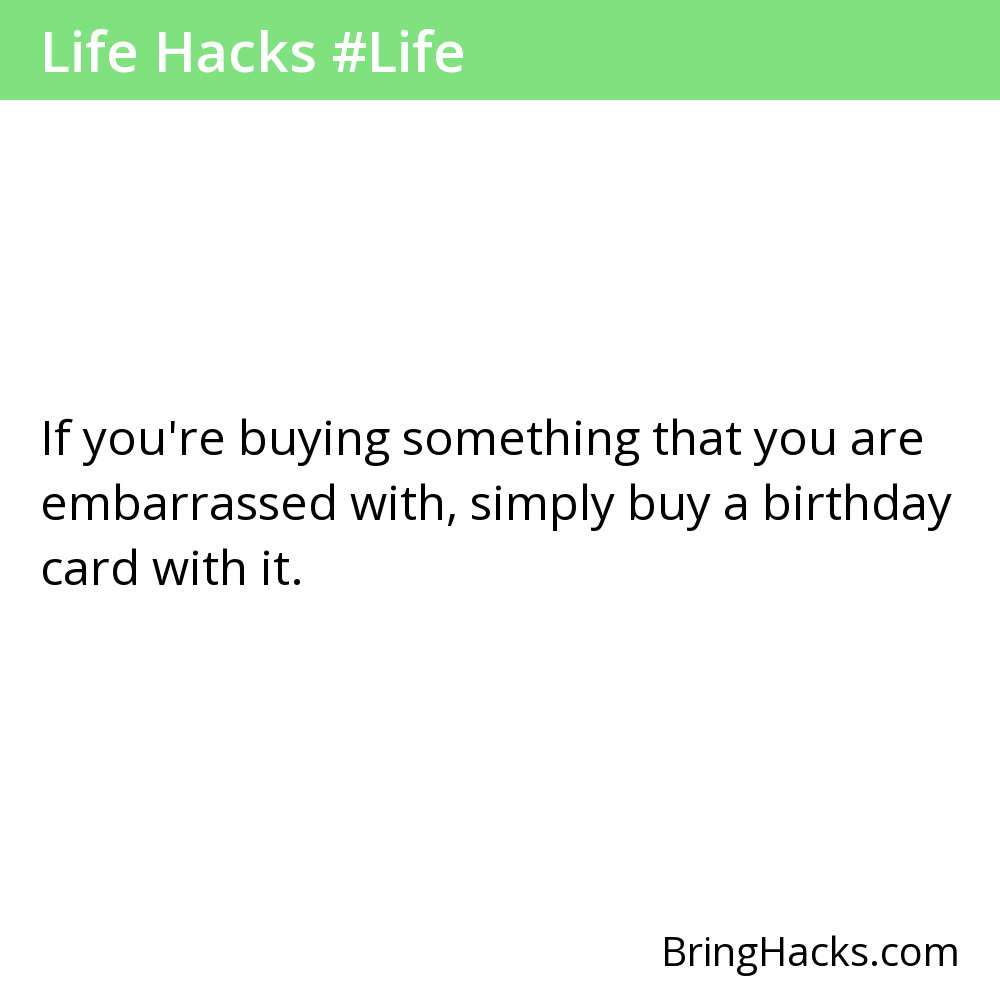 Life Hacks #Life
If you're buying something that you are
embarrassed with, simply buy a birthday
card with it.
BringHacks.com